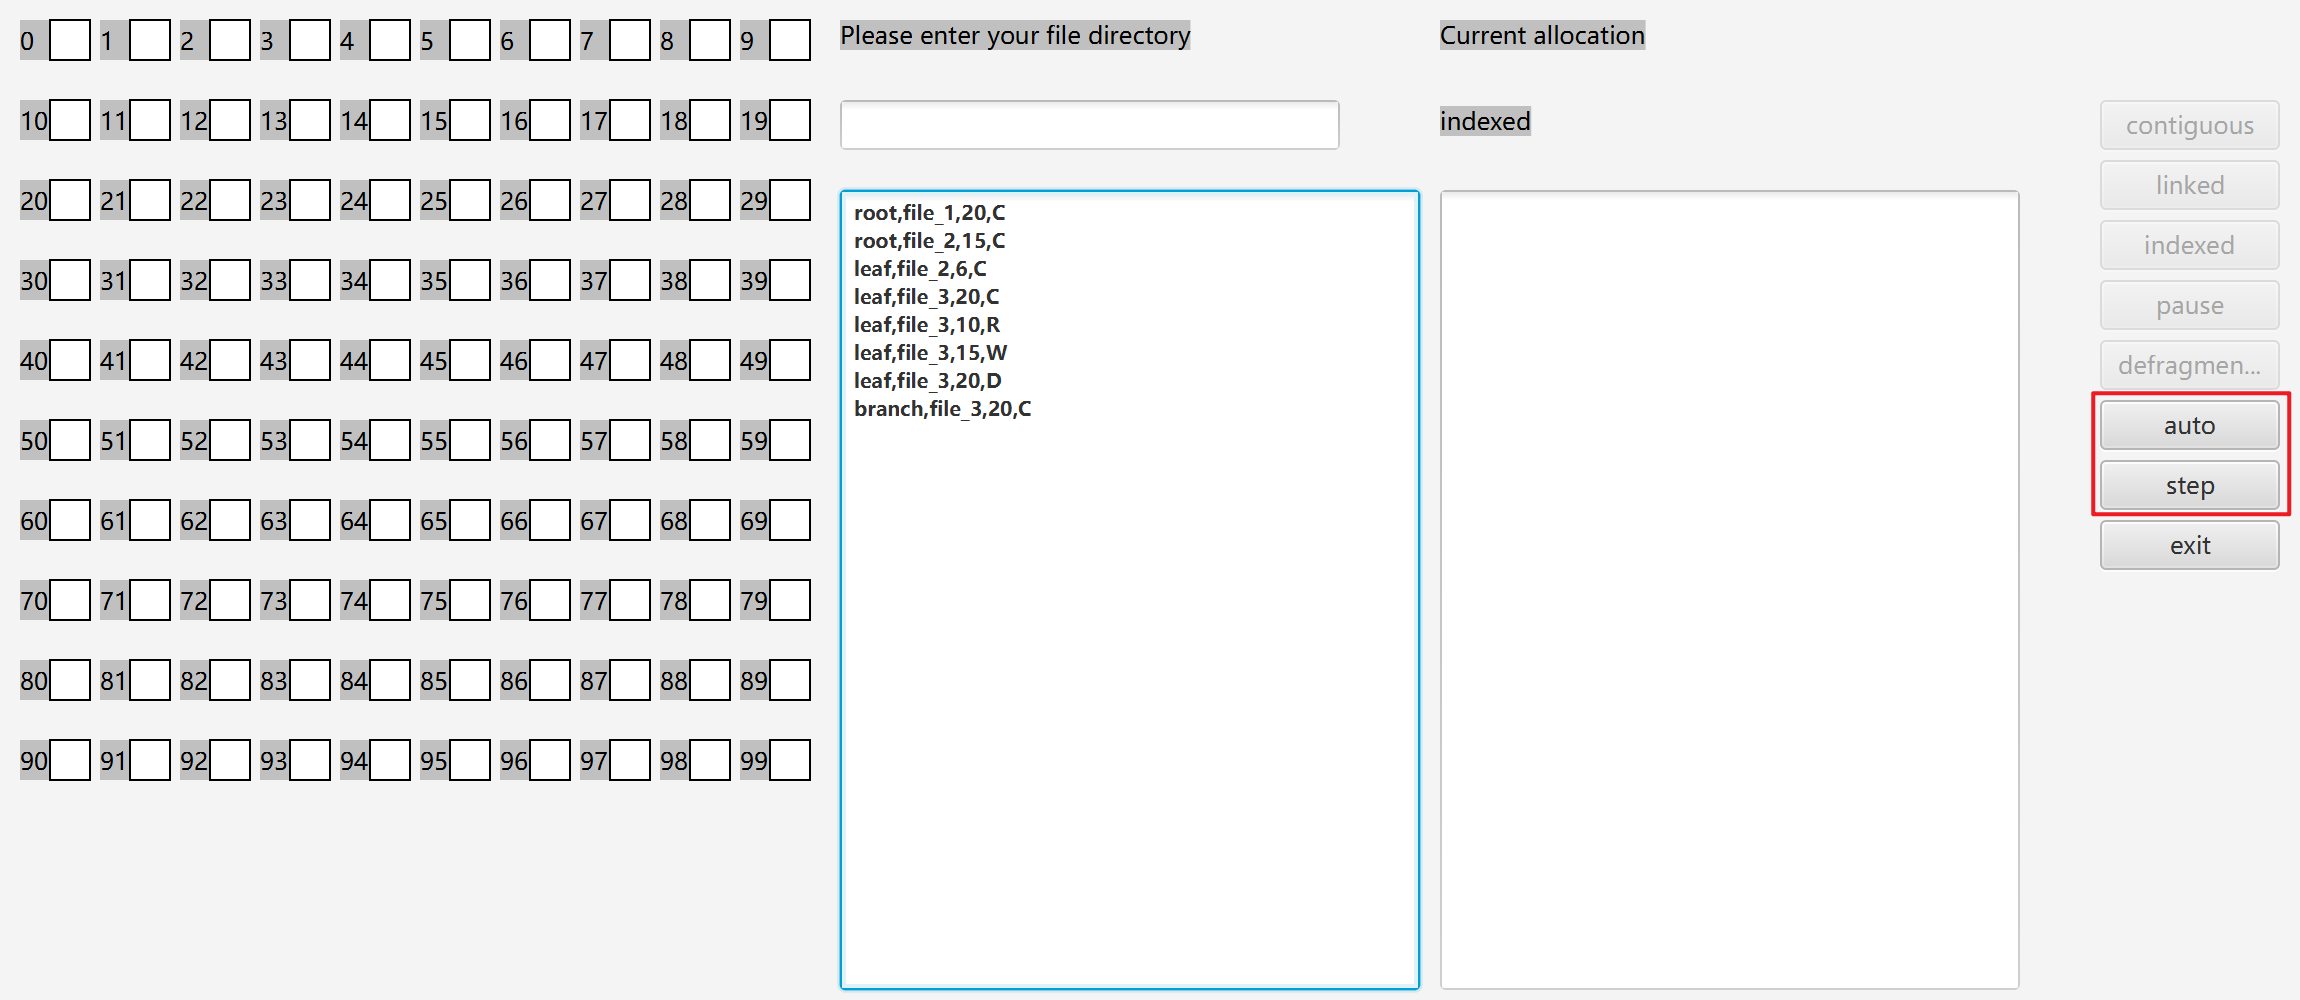 0 1 2 3 4 5 6 7 8 9
10 11 12 13 14 15 16 17 18 19
20 21 22 23 24 25 26 27 28 29
30 31 32 33 34 35 36 37 38 39
40 41 42 43 44 45 46 47 48 49
50 51 52 53 54 55 56 57 58 59
60 61 62 63 64 65 66 67 68 69
70 71 72 73 74 75 76 77 78 79
80 81 82 83 84 85 86 87 88 89
90 91 92 93 94 95 96 97 98 99
Please enter your file directory
root,file_1,20,C
root,file_2,15,C
leaf,file_2,6,C
leaf,file_3,20,C
leaf,file_3,10,R
leaf,file_3,15,W
leaf,file_3,20,D
branch,file_3,20,C
Current allocation
indexed
contiguous
linked
indexed
pause
defragmen...
auto
step
exit